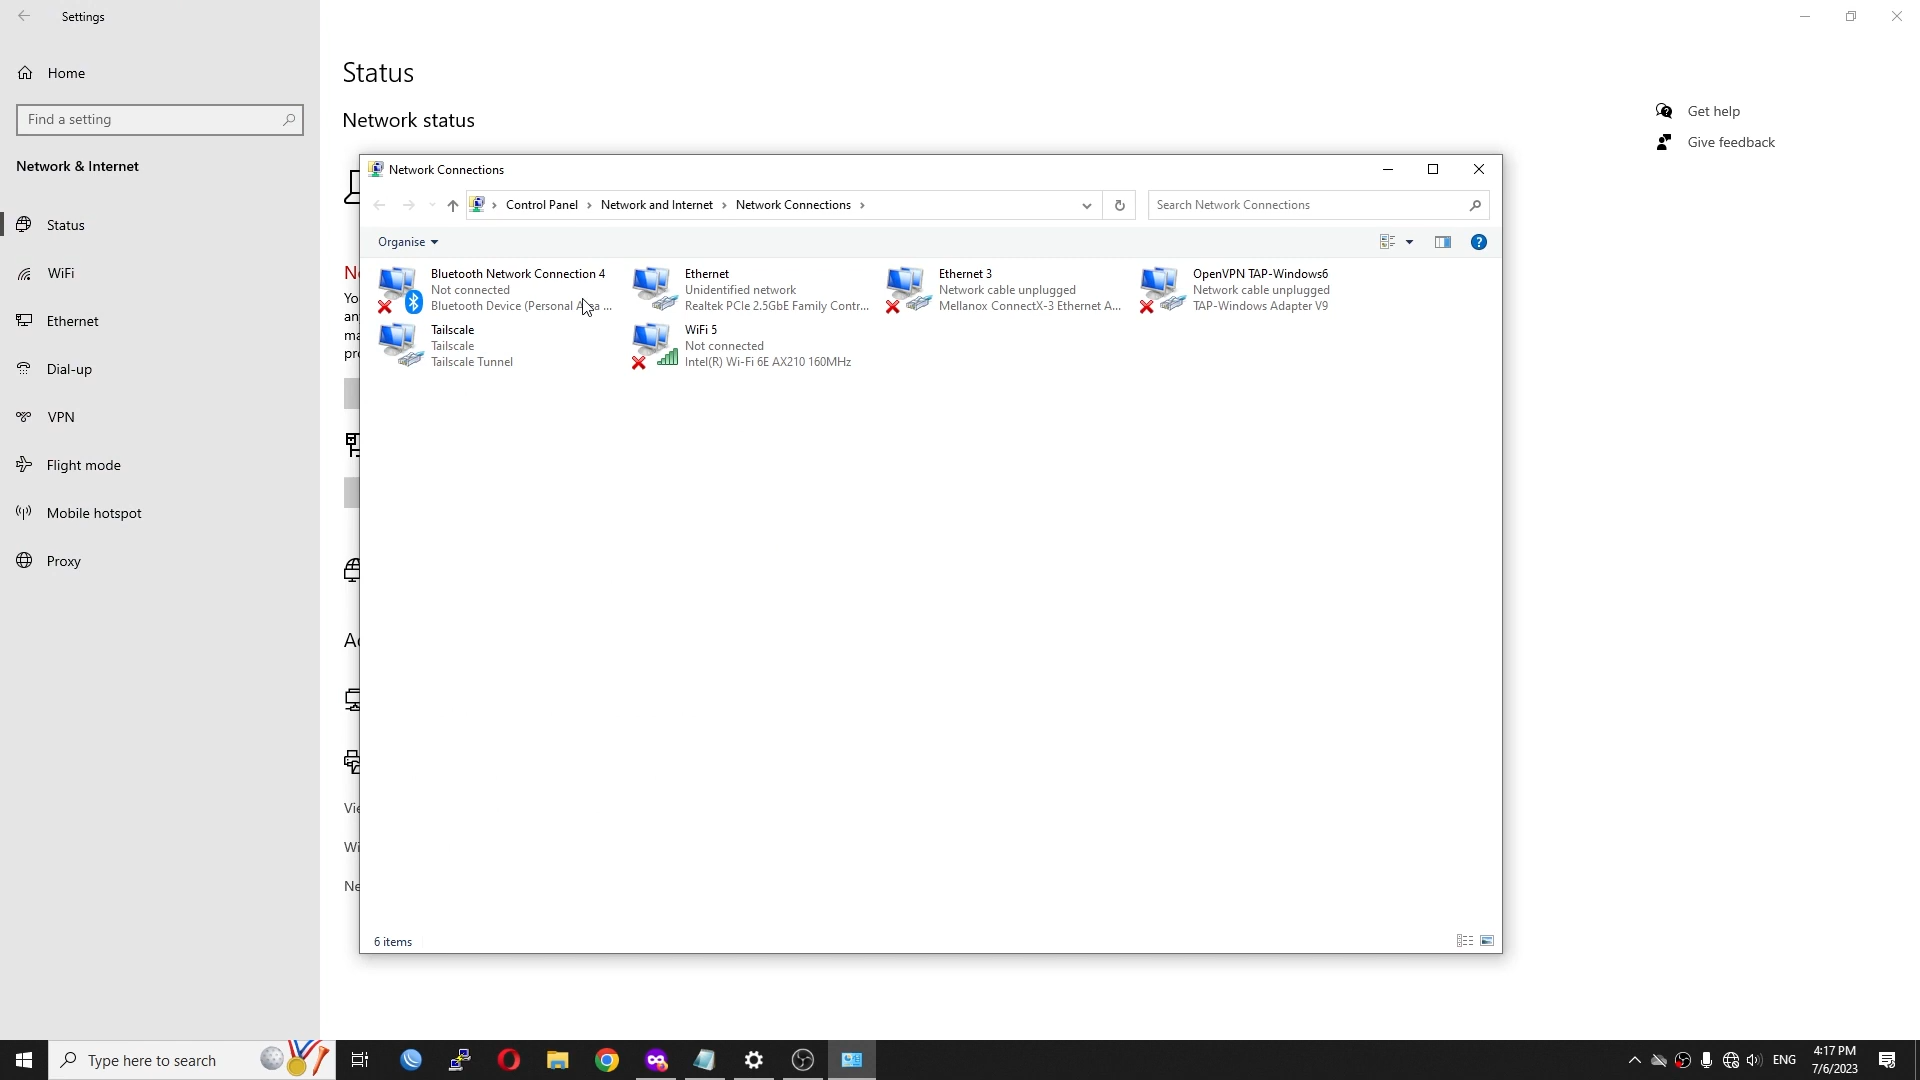 Settings
Home
Find a setting
Network & Internet
Status
WiFi
Ethernet
Dial-up
VPN
Flight mode
Mobile hotspot
Proxy
Status
Network status
Get help
Give feedback
Network Connections
Control Panel > Network and Internet > Network Connections >
Search Network Connections
Organise
Bluetooth Network Connection 4
Not connected
Bluetooth Device (Personal Area ...
Ethernet
Unidentified network
Realtek PCIe 2.5GbE Family Contr...
Ethernet 3
Network cable unplugged
Mellanox ConnectX-3 Ethernet A...
OpenVPN TAP-Windows6
Network cable unplugged
TAP-Windows Adapter V9
Tailscale
Tailscale
Tailscale Tunnel
WiFi 5
Not connected
Intel(R) Wi-Fi 6E AX210 160MHz
6 items
Type here to search
ENG
4:17 PM
7/6/2023